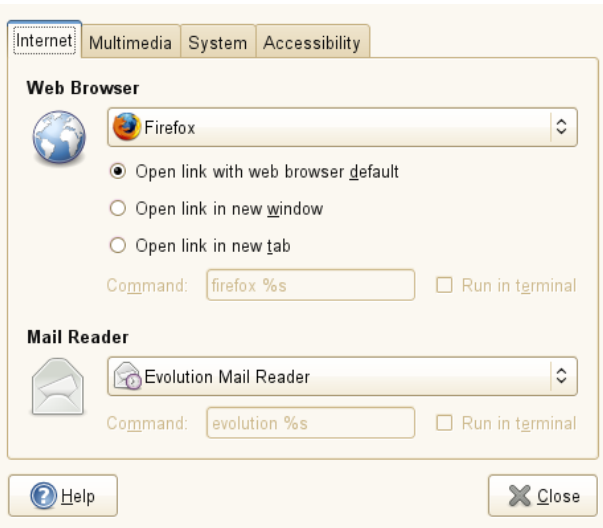 Internet Multimedia System Accessibility
Web Browser
Firefox
Open link with web browser default
Open link in new window
Open link in new tab
Command: firefox %s Run in terminal
Mail Reader
Evolution Mail Reader
Command: evolution %s Run in terminal
Help Close